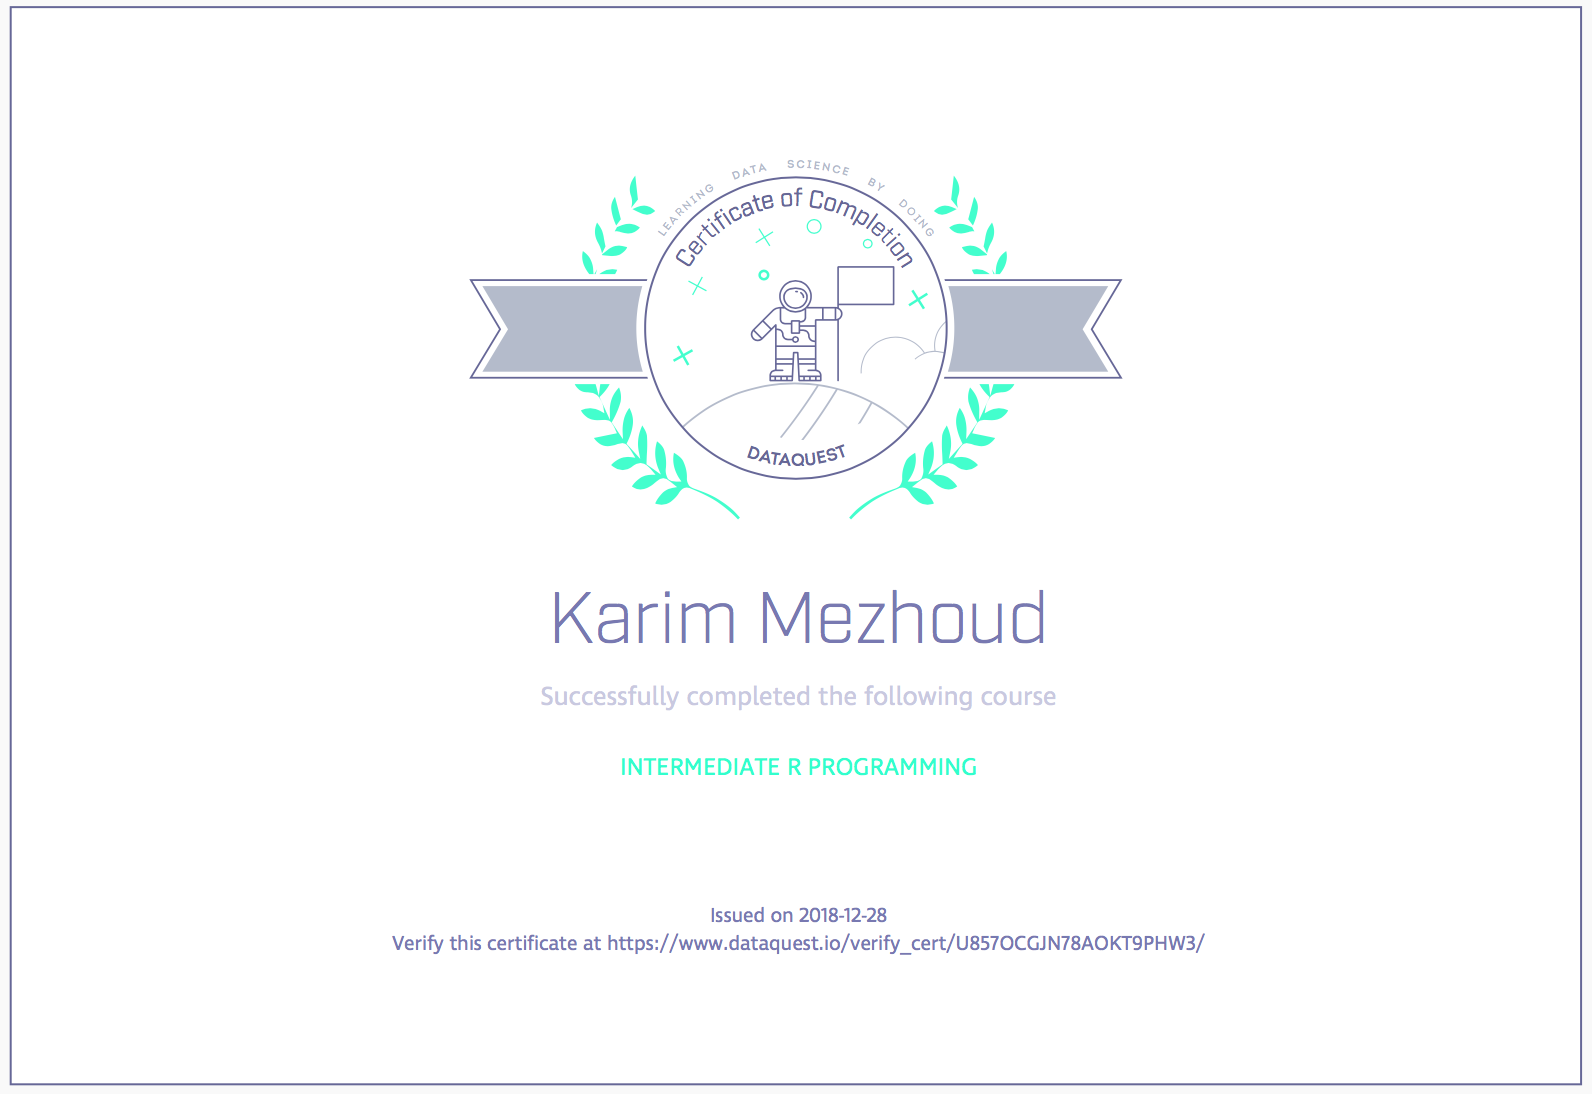 LEARNING DATA SCIENCE BY DOING
Certificate of Completion
DATAQUEST
Karim Mezhoud
Successfully completed the following course
INTERMEDIATE R PROGRAMMING
Issued on 2018-12-28
Verify this certificate at https://www.dataquest.io/verify_cert/U857OCGJN78AOKT9PHW3/